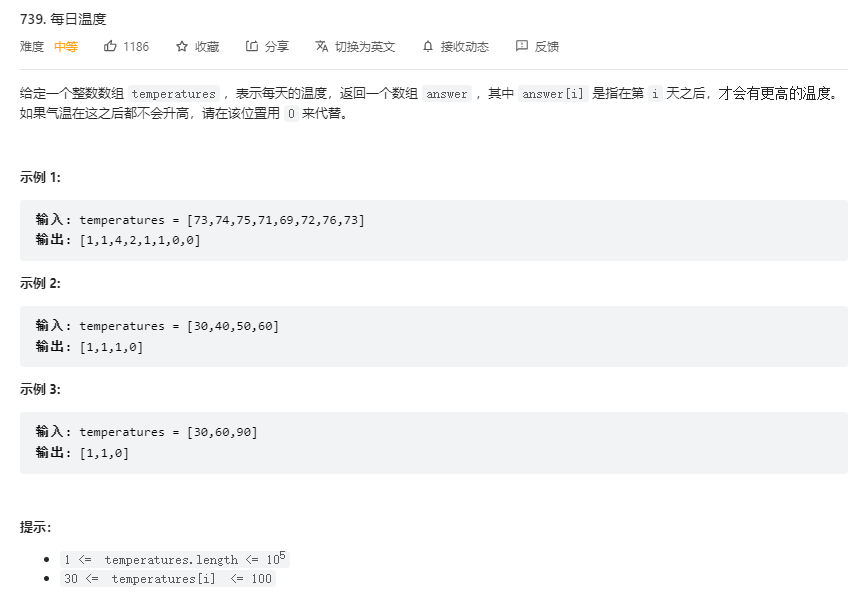 739. 每日温度
难度 中等 1186 收藏 分享 切换为英文 接收动态 反馈
给定一个整数数组 temperatures ，表示每天的温度，返回一个数组 answer ，其中 answer[i] 是指在第 i 天之后，才会有更高的温度。
如果气温在这之后都不会升高，请在该位置用 0 来代替。
示例 1:
输入: temperatures = [73,74,75,71,69,72,76,73]
输出: [1,1,4,2,1,1,0,0]
示例 2:
输入: temperatures = [30,40,50,60]
输出: [1,1,1,0]
示例 3:
输入: temperatures = [30,60,90]
输出: [1,1,0]
提示：
1 <= temperatures.length <= 10⁵
30 <= temperatures[i] <= 100